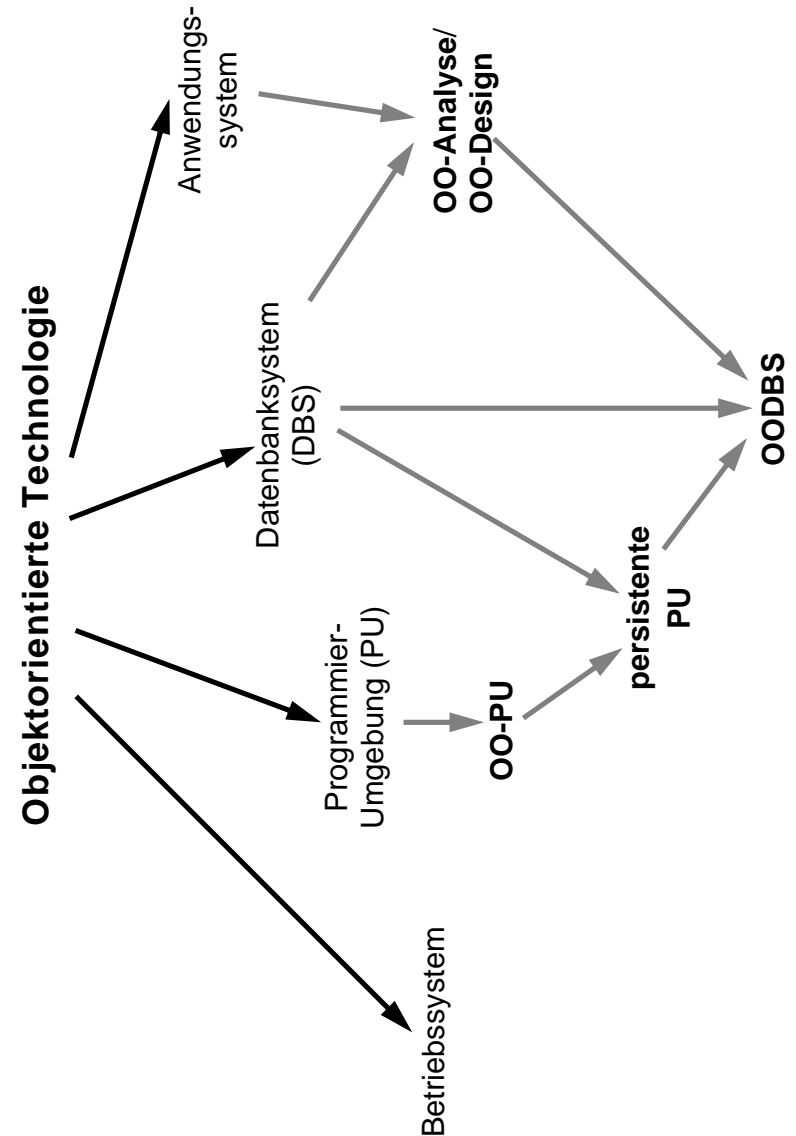 Objektorientierte Technologie
Betriebssystem
Programmier-
Umgebung (PU)
Datenbanksystem
(DBS)
Anwendungs-
system
OO-PU
OO-Analyse/
OO-Design
persistente
PU
OODBS